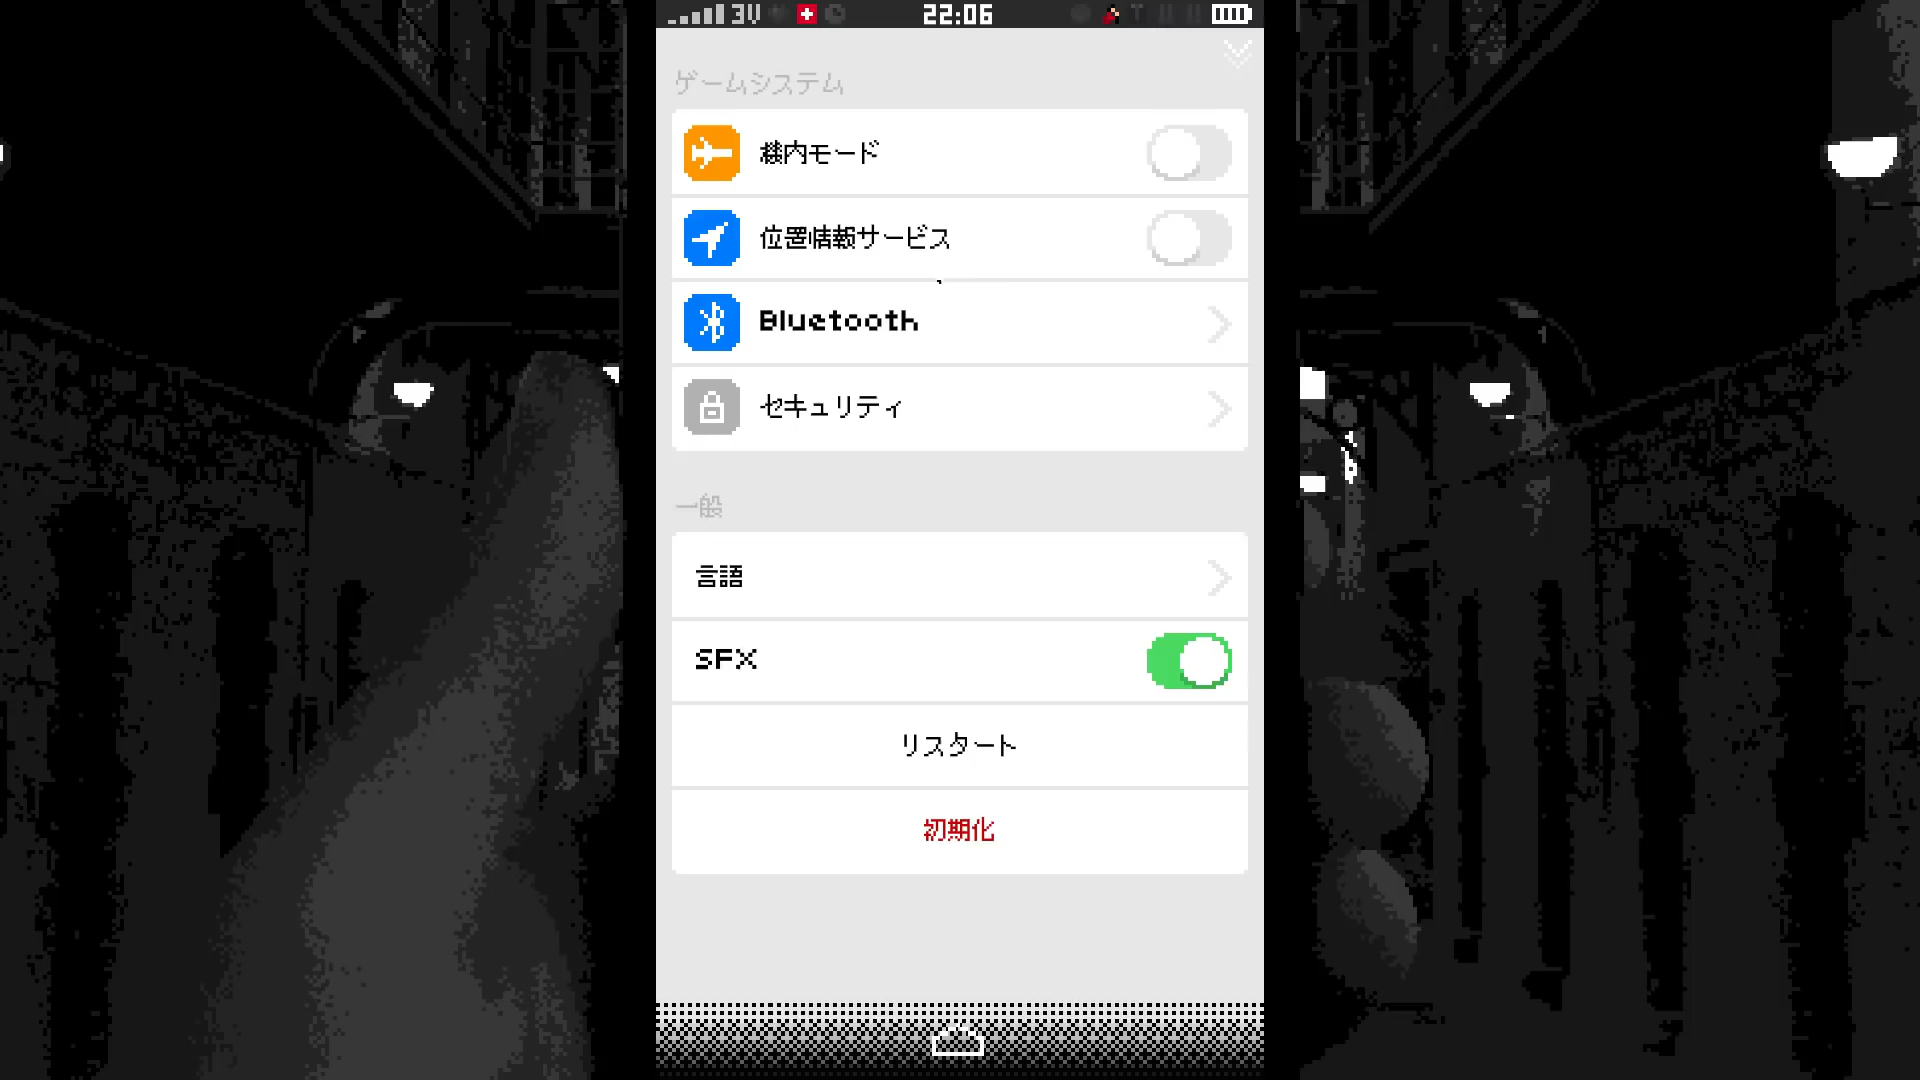 3V
22:06
ゲームシステム
機内モード
位置情報サービス
Bluetooth
セキュリティ
一般
言語
SFX
リスタート
初期化